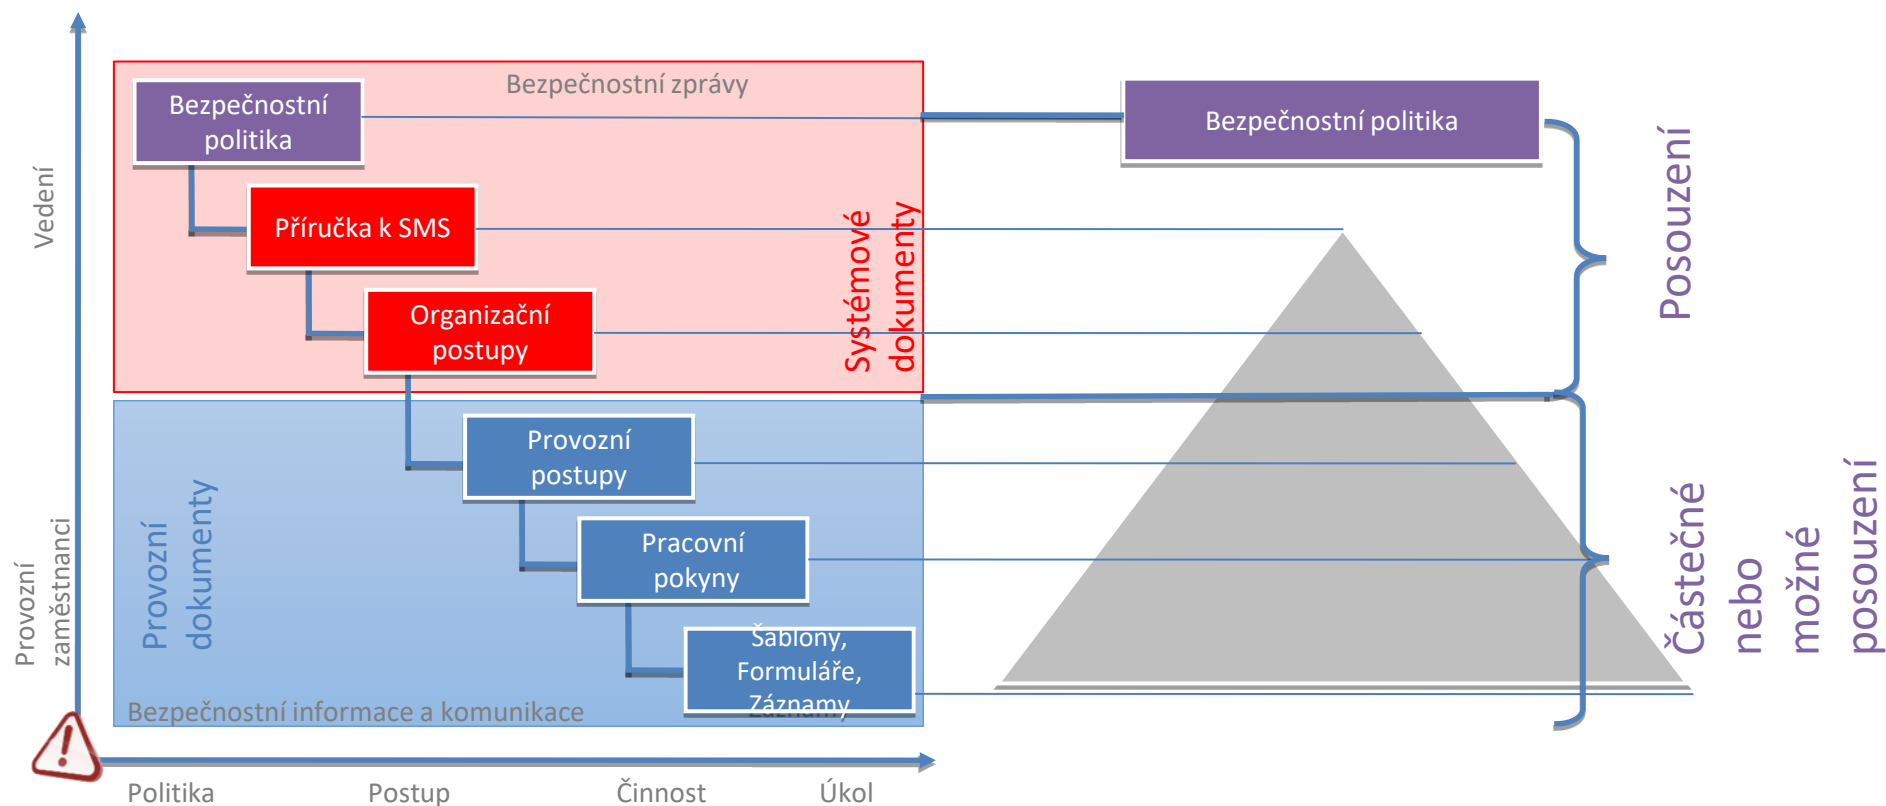 Bezpečnostní zprávy
Bezpečnostní
politika
Bezpečnostní politika
Příručka k SMS
Organizační
postupy
Systémové
dokumenty
Vedení
Posouzení
Provozní
postupy
Pracovní
pokyny
Šablony,
Formuláře,
Záznamy
Provozní
dokumenty
Provozní
zaměstnanci
Částečné
nebo
možné
posouzení
Bezpečnostní informace a komunikace
Politika
Postup
Činnost
Úkol